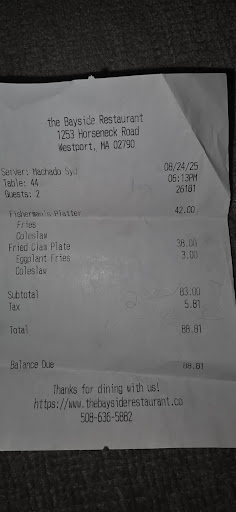 the Bayside Restaurant
1253 Horseneck Road
Westport, MA 02790
Server: Machado Syd 08/24/25
Table: 44 06:13PM
Guests: 2 26181
Fisherman's Platter 42.00
Fries
Coleslaw
Fried Clam Plate 38.00
Eggplant Fries 3.00
Coleslaw
Subtotal 83.00
Tax 5.81
Total 88.81
Balance Due 88.81
Thanks for dining with us!
https://www.thebaysiderestaurant.co
508-636-5882